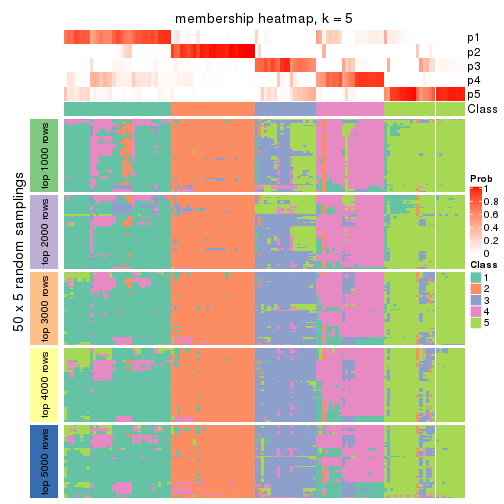 membership heatmap, k = 5
p1
p2
p3
p4
p5
Class
50 x 5 random samplings
top 1000 rows
top 2000 rows
top 3000 rows
top 4000 rows
top 5000 rows
Prob
1
0.8
0.6
0.4
0.2
0
Class
1
2
3
4
5